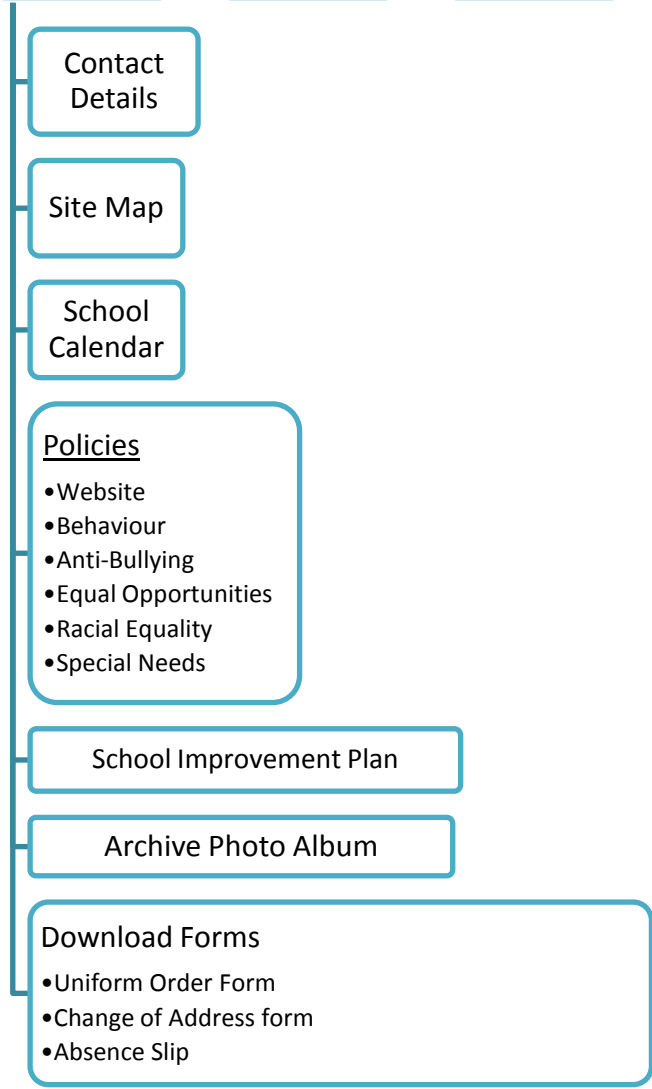 Contact
Details
Site Map
School
Calendar
Policies
•Website
•Behaviour
•Anti-Bullying
•Equal Opportunities
•Racial Equality
•Special Needs
School Improvement Plan
Archive Photo Album
Download Forms
•Uniform Order Form
•Change of Address form
•Absence Slip